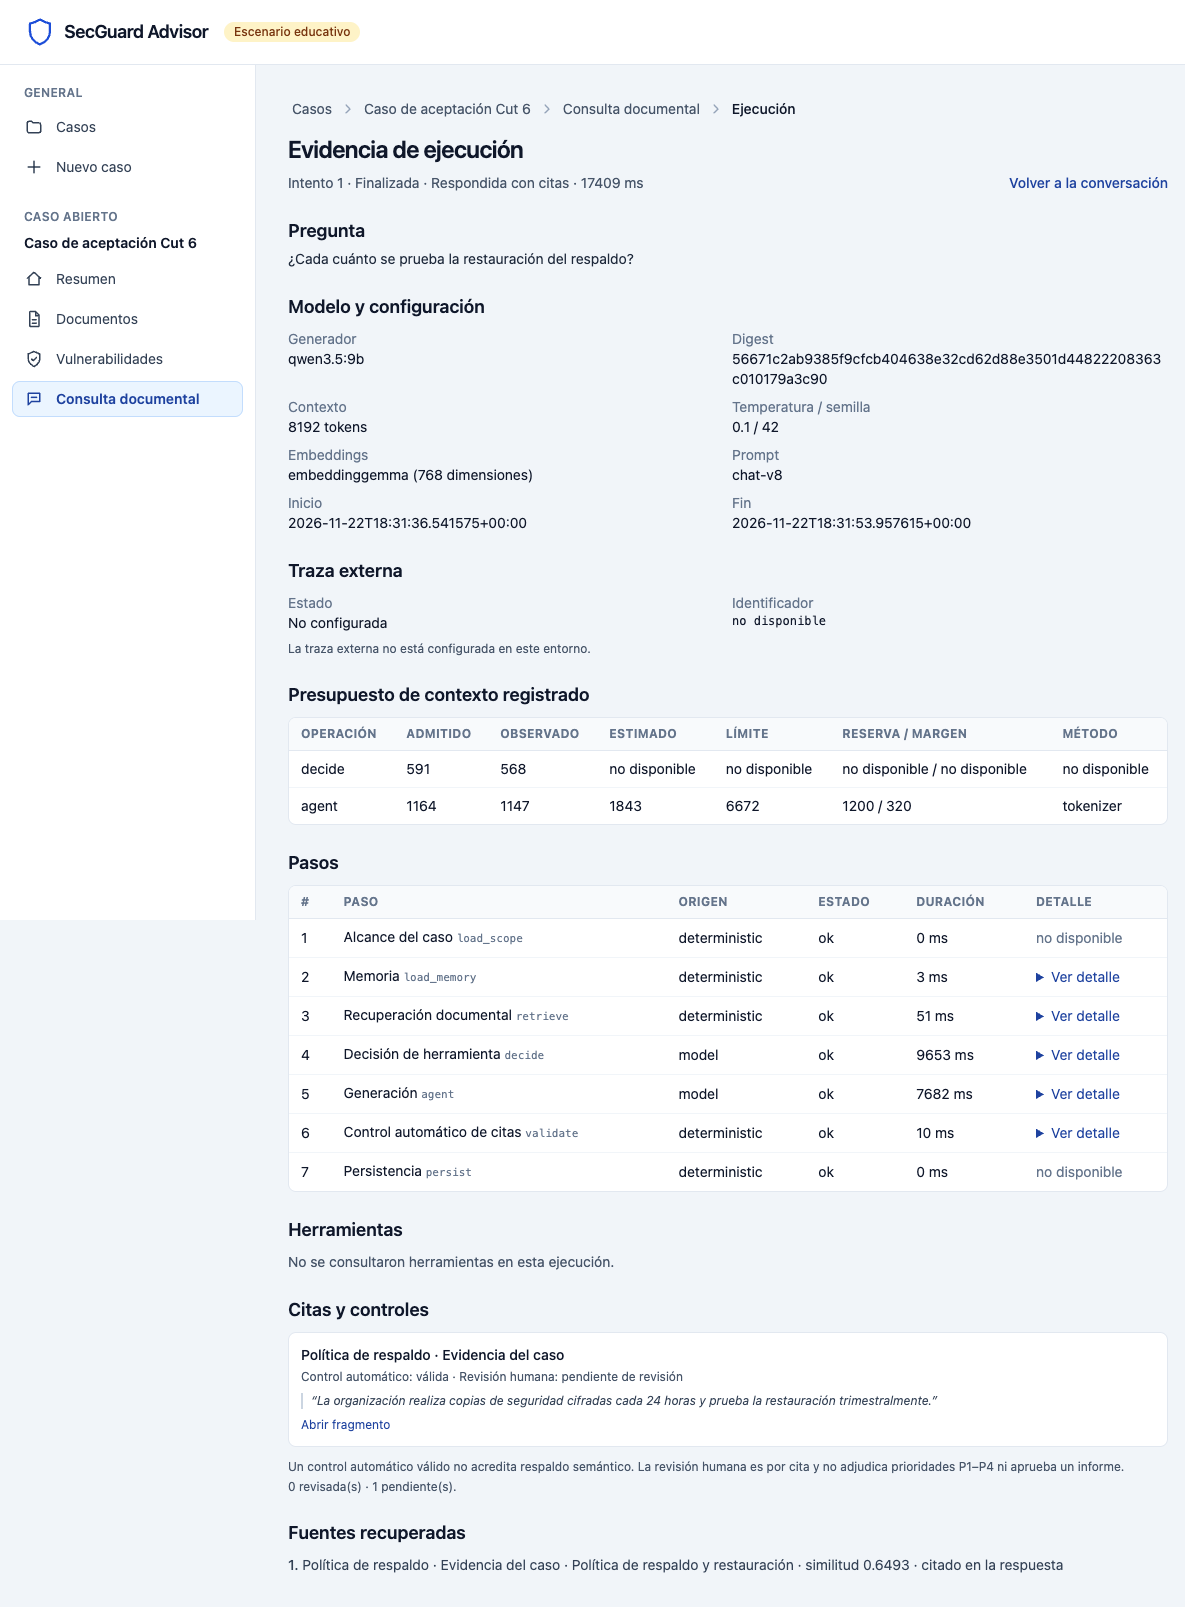 SecGuard Advisor
Escenario educativo
GENERAL
Casos
Nuevo caso
CASO ABIERTO
Caso de aceptación Cut 6
Resumen
Documentos
Vulnerabilidades
Consulta documental
Casos > Caso de aceptación Cut 6 > Consulta documental > Ejecución
Evidencia de ejecución
Intento 1 · Finalizada · Respondida con citas · 17409 ms
Volver a la conversación
Pregunta
¿Cada cuánto se prueba la restauración del respaldo?
Modelo y configuración
Generador
qwen3.5:9b
Digest
56671c2ab9385f9cfcb404638e32cd62d88e3501d44822208363
c010179a3c90
Contexto
8192 tokens
Temperatura / semilla
0.1 / 42
Embeddings
embeddinggemma (768 dimensiones)
Prompt
chat-v8
Inicio
2026-11-22T18:31:36.541575+00:00
Fin
2026-11-22T18:31:53.957615+00:00
Traza externa
Estado
No configurada
Identificador
no disponible
La traza externa no está configurada en este entorno.
Presupuesto de contexto registrado
OPERACIÓN ADMITIDO OBSERVADO ESTIMADO LÍMITE RESERVA / MARGEN MÉTODO
decide 591 568 no disponible no disponible no disponible / no disponible no disponible
agent 1164 1147 1843 6672 1200 / 320 tokenizer
Pasos
# PASO ORIGEN ESTADO DURACIÓN DETALLE
1 Alcance del caso load_scope deterministic ok 0 ms no disponible
2 Memoria load_memory deterministic ok 3 ms Ver detalle
3 Recuperación documental retrieve deterministic ok 51 ms Ver detalle
4 Decisión de herramienta decide model ok 9653 ms Ver detalle
5 Generación agent model ok 7682 ms Ver detalle
6 Control automático de citas validate deterministic ok 10 ms Ver detalle
7 Persistencia persist deterministic ok 0 ms no disponible
Herramientas
No se consultaron herramientas en esta ejecución.
Citas y controles
Política de respaldo · Evidencia del caso
Control automático: válida · Revisión humana: pendiente de revisión
“La organización realiza copias de seguridad cifradas cada 24 horas y prueba la restauración trimestralmente.”
Abrir fragmento
Un control automático válido no acredita respaldo semántico. La revisión humana es por cita y no adjudica prioridades P1–P4 ni aprueba un informe.
0 revisada(s) · 1 pendiente(s).
Fuentes recuperadas
1. Política de respaldo · Evidencia del caso · Política de respaldo y restauración · similitud 0.6493 · citado en la respuesta